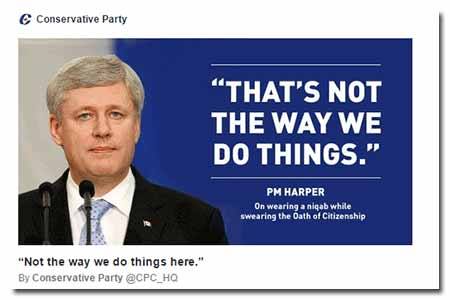 Conservative Party
“THAT’S NOT
THE WAY WE
DO THINGS.”
PM HARPER
On wearing a niqab while
swearing the Oath of Citizenship
“Not the way we do things here.”
By Conservative Party @CPC_HQ